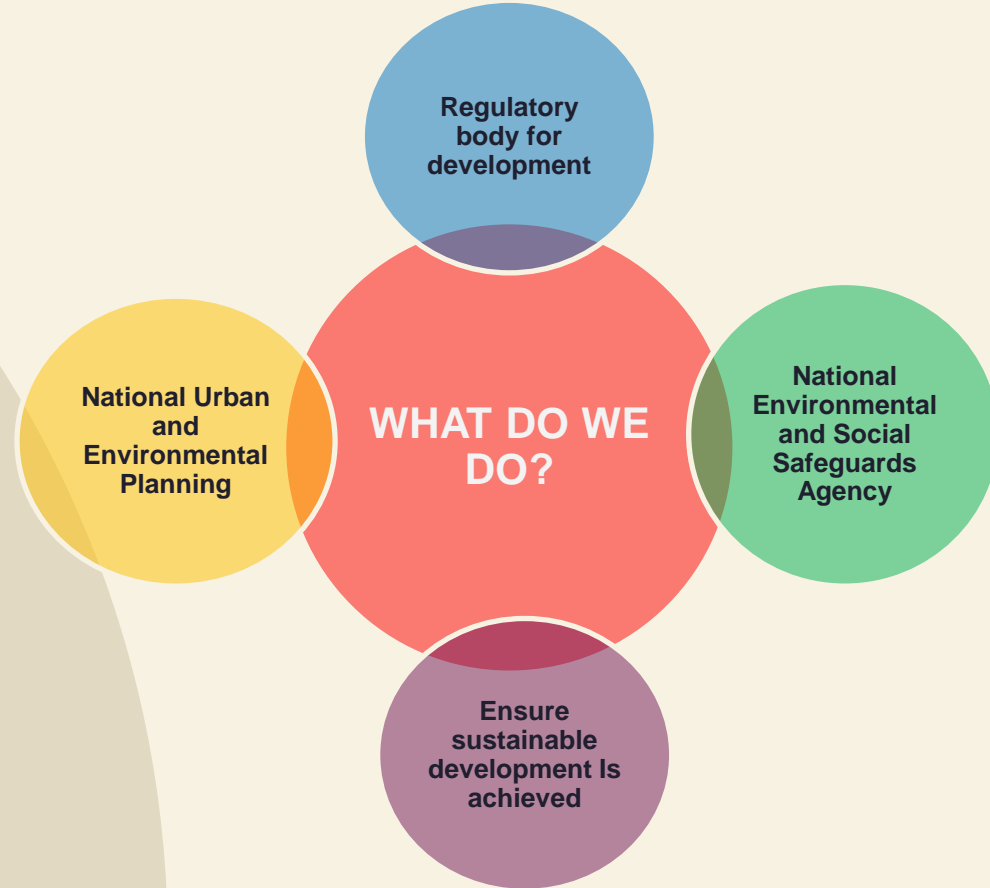 Regulatory
body for
development
National Urban
and
Environmental
Planning
WHAT DO WE
DO?
National
Environmental
and Social
Safeguards
Agency
Ensure
sustainable
development Is
achieved